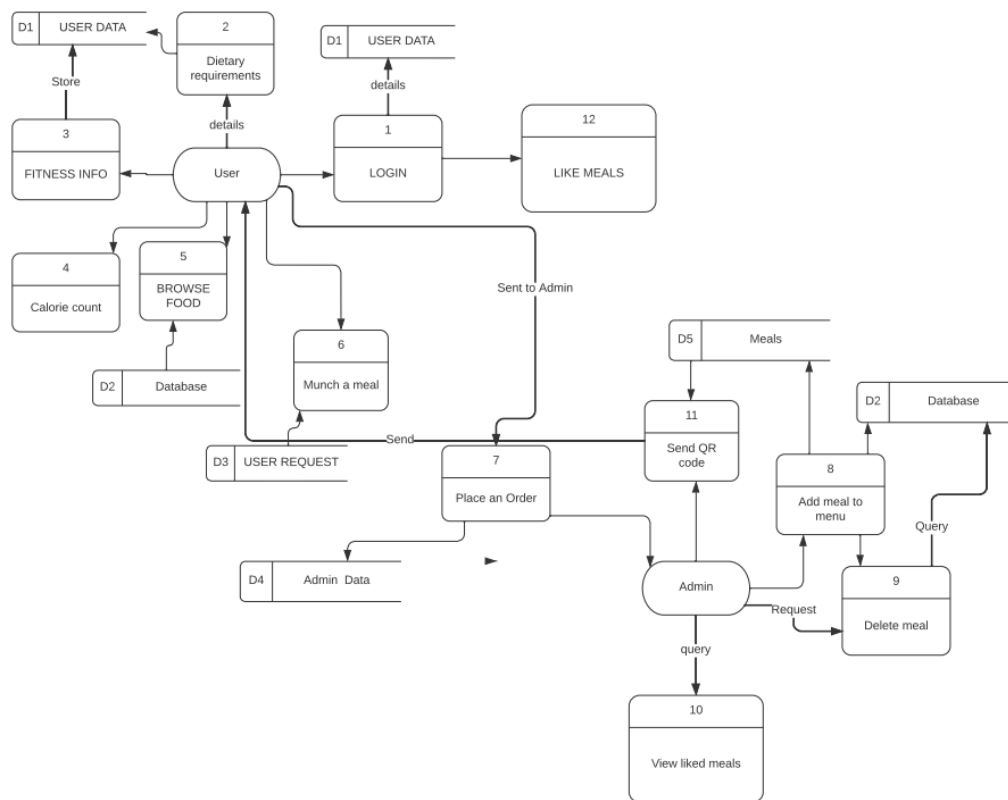 D1 USER DATA
2
Dietary
requirements
D1 USER DATA
Store
details
details
3
FITNESS INFO
User
1
LOGIN
12
LIKE MEALS
4
Calorie count
5
BROWSE
FOOD
Sent to Admin
D2 Database
6
Munch a meal
D5 Meals
D2 Database
D3 USER REQUEST
Send
11
Send QR
code
7
Place an Order
8
Add meal to
menu
Query
D4 Admin Data
Admin
Request
9
Delete meal
query
10
View liked meals